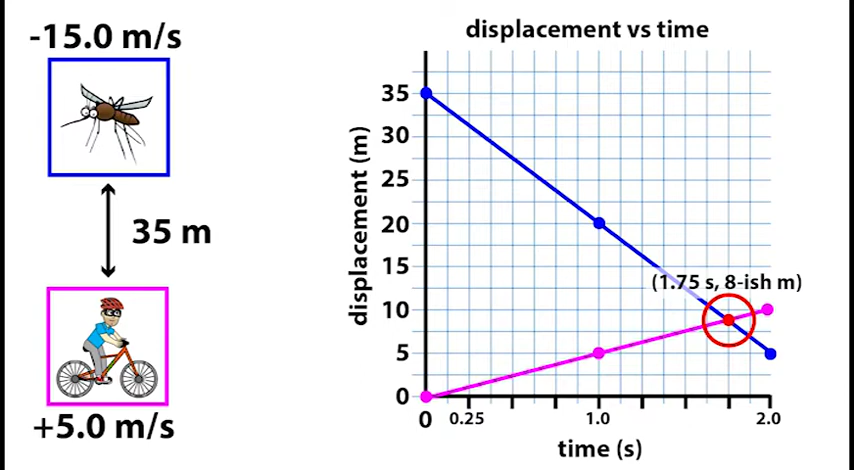 -15.0 m/s
35 m
+5.0 m/s
displacement vs time
displacement (m)
35
30
25
20
15
10
5
0
(1.75 s, 8-ish m)
0 0.25 1.0 2.0
time (s)